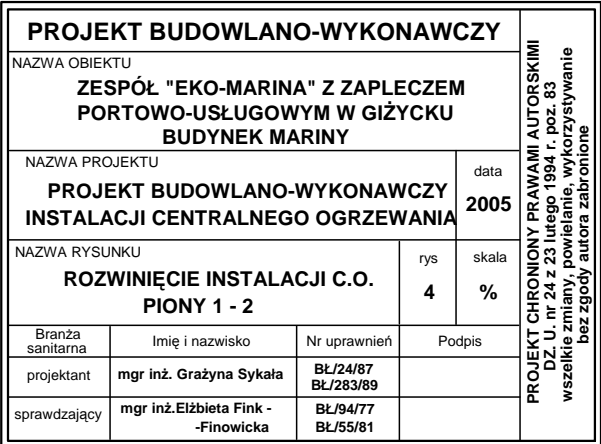 PROJEKT BUDOWLANO-WYKONAWCZY
NAZWA OBIEKTU
ZESPÓŁ "EKO-MARINA" Z ZAPLECZEM
PORTOWO-USŁUGOWYM W GIŻYCKU
BUDYNEK MARINY
NAZWA PROJEKTU
PROJEKT BUDOWLANO-WYKONAWCZY
INSTALACJI CENTRALNEGO OGRZEWANIA
data
2005
NAZWA RYSUNKU
ROZWINIĘCIE INSTALACJI C.O.
PIONY 1 - 2
rys
4
skala
%
Branża
sanitarna
Imię i nazwisko
Nr uprawnień
Podpis
projektant
mgr inż. Grażyna Sykała
BŁ/24/87
BŁ/283/89
sprawdzający
mgr inż.Elżbieta Fink -
-Finowicka
BŁ/94/77
BŁ/55/81
PROJEKT CHRONIONY PRAWAMI AUTORSKIMI
DZ. U. nr 24 z 23 lutego 1994 r. poz. 83
wszelkie zmiany, powielanie, wykorzystywanie
bez zgody autora zabronione